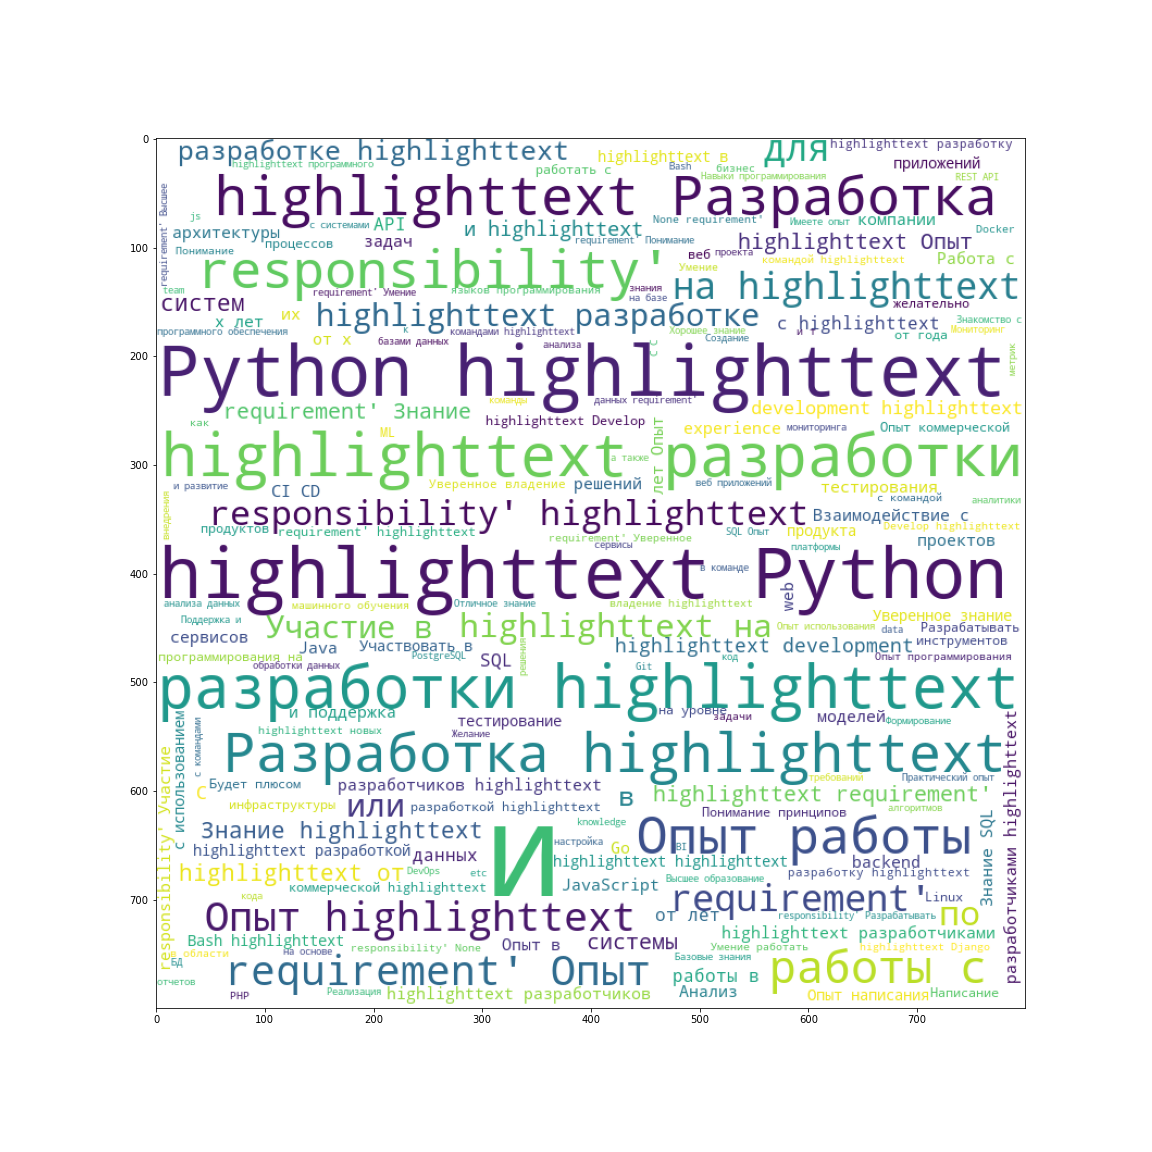 разработке highlighttext
highlighttext в
для
highlighttext разработку
highlighttext программного
работать с
Bash
бизнес
приложений
Навыки программирования
REST API
requirement' Высшее
highlighttext Разработка
js
архитектуры
с системами
API
и highlighttext
None requirement'
Имеете опыт
компании
Docker
Понимание
процессов
задач
requirement' Понимание
веб
проекта
highlighttext Опыт
командой highlighttext
Работа с
responsibility'
Умение
team
систем
requirement' Умение
языков программирования
знания
на базе
на highlighttext
желательно
х лет
их
highlighttext разработке
с highlighttext
и
Знакомство с
Мониторинг
программного обеспечения
от х
базами данных
к
командами highlighttext
анализа
с с
Хорошее знание
Создание
от года
Python highlighttext
метрик
requirement' Знание
команды
данных requirement'
development highlighttext
как
ML
highlighttext Develop
лет Опыт
experience
мониторинга
Опыт коммерческой
highlighttext разработки
а также
и развитие
CI CD
Уверенное владение
решений
веб приложений
тестирования
с командой
аналитики
внедрения
responsibility' highlighttext
Взаимодействие с
продуктов
requirement' highlighttext
requirement' Уверенное
SQL Опыт
продукта
Develop highlighttext
сервисы
платформы
проектов
highlighttext Python
в команде
web
анализа данных
машинного обучения
Отличное знание
владение highlighttext
Уверенное знание
Поддержка и
Участие в
highlighttext на
Опыт использования
data
Разрабатывать
сервисов
Java
Участвовать в
решения
highlighttext development
инструментов
программирования на
обработки данных
PostgreSQL
SQL
Git
код
Опыт программирования
разработки highlighttext
с использованием
с командами
и поддержка
тестирование
на уровне
задачи
моделей
Формирование
highlighttext новых
Желание
разработчиками highlighttext
Разработка highlighttext
responsibility' Участие
С
Будет плюсом
разработчиков highlighttext
требований
Практический опыт
инфраструктуры
или
разработкой highlighttext
в
highlighttext requirement'
алгоритмов
Понимание принципов
Знание highlighttext
И
knowledge
Опыт работы
Знание SQL
highlighttext разработкой
данных
настройка
Go
BI
highlighttext highlighttext
backend
highlighttext от
DevOps
etc
Высшее образование
разработку highlighttext
коммерческой highlighttext
JavaScript
requirement'
Linux
кода
Опыт highlighttext
от лет
responsibility' Разрабатывать
по
highlighttext разработчиками
Bash highlighttext
responsibility' None
Опыт в
системы
Умение работать
highlighttext Django
в области
на основе
БД
requirement' Опыт
Базовые знания
работы в
работы с
отчетов
PHP
Реализация
highlighttext разработчиков
Анализ
Опыт написания
Написание
0
100
200
300
400
500
600
700
0
100
200
300
400
500
600
700